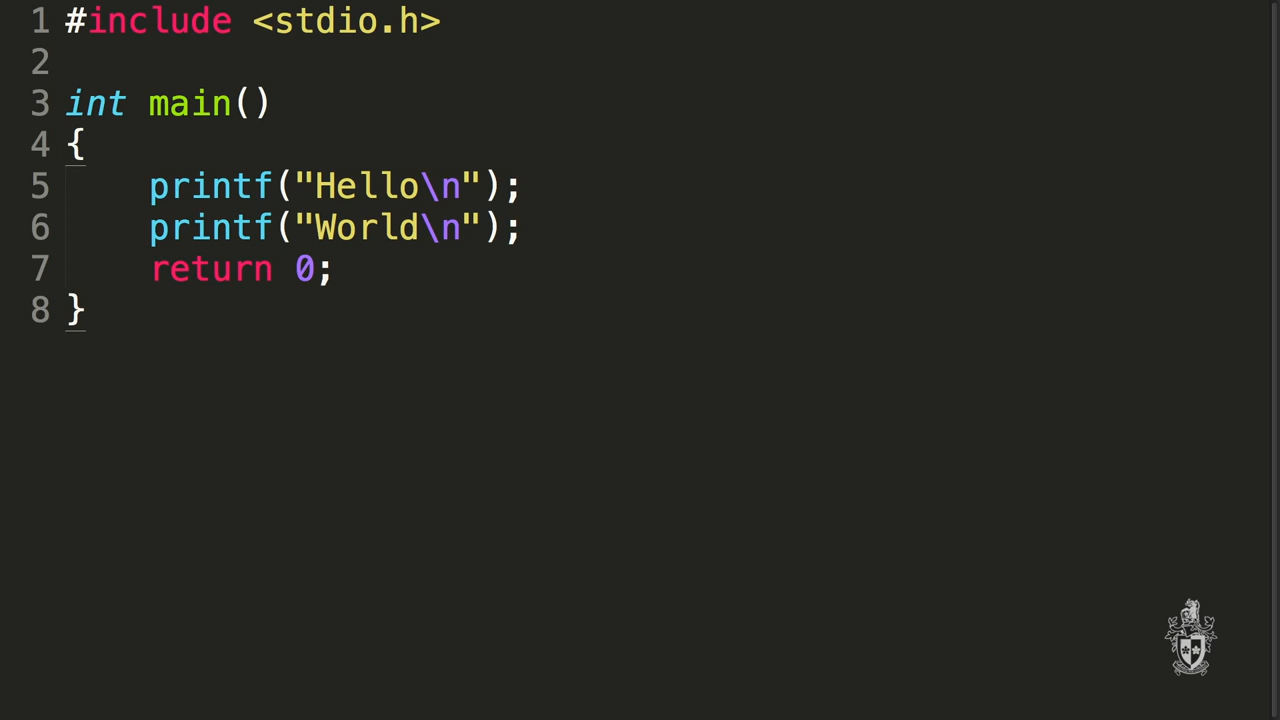 1 #include <stdio.h>
2
3 int main()
4 {
5     printf("Hello\n");
6     printf("World\n");
7     return 0;
8 }